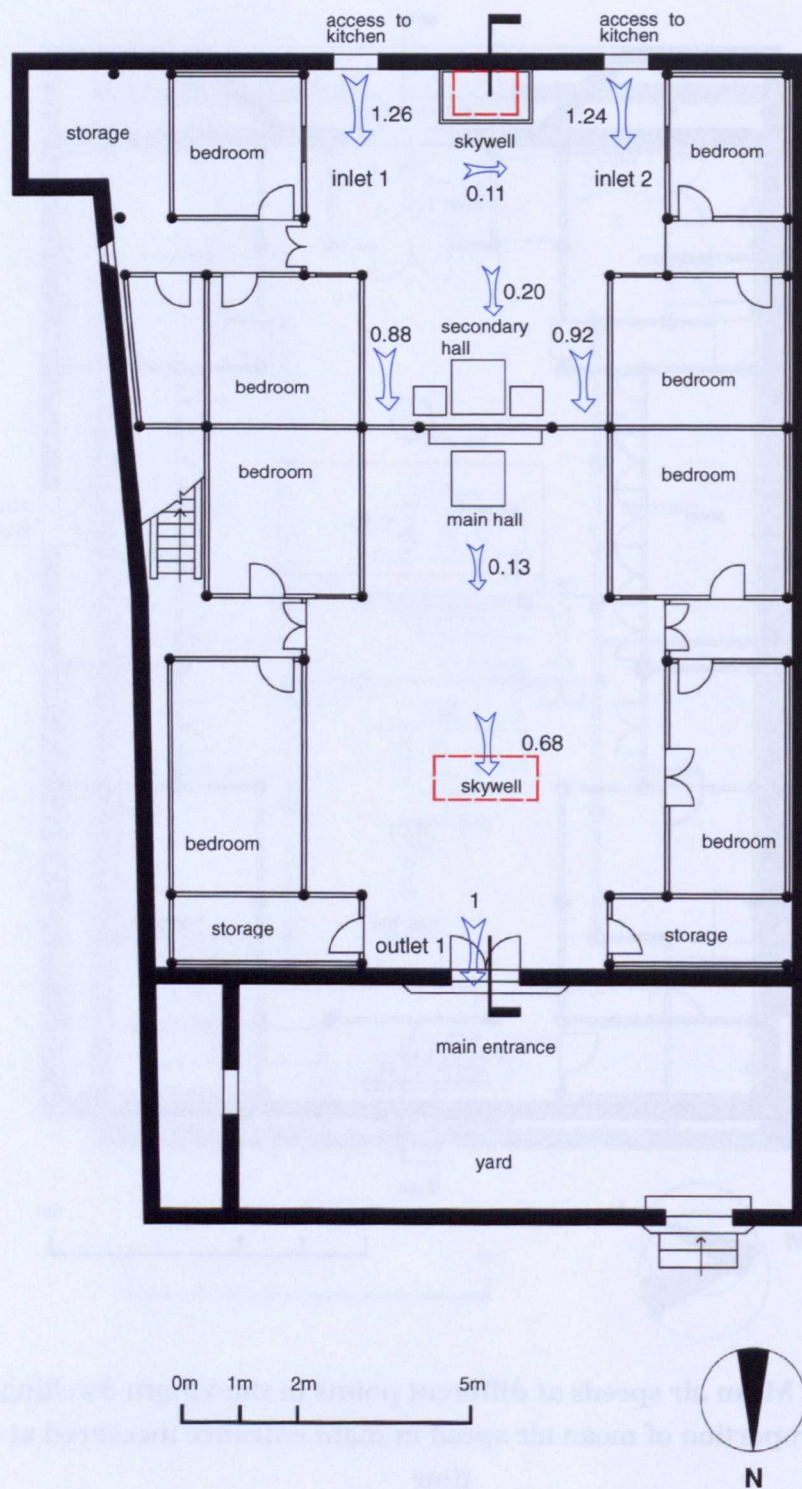 access to
kitchen
access to
kitchen
1.26
1.24
storage
bedroom
skywell
bedroom
inlet 1
inlet 2
0.11
0.20
0.88
secondary
hall
0.92
bedroom
bedroom
bedroom
bedroom
main hall
0.13
0.68
skywell
bedroom
bedroom
1
storage
outlet 1
storage
main entrance
yard
0m 1m 2m 5m
N